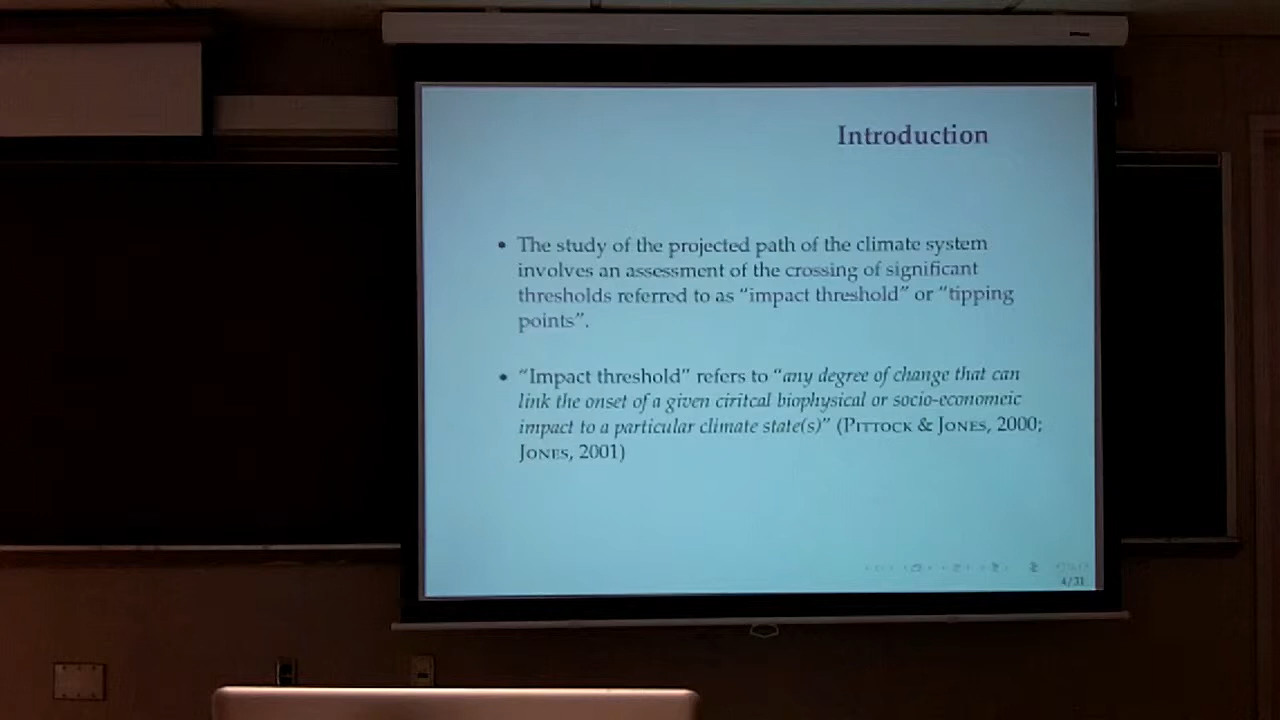 Introduction
• The study of the projected path of the climate system
involves an assessment of the crossing of significant
thresholds referred to as “impact threshold” or “tipping
points”.
• “Impact threshold” refers to “any degree of change that can
link the onset of a given ciritcal biophysical or socio-economeic
impact to a particular climate state(s)” (PITTOCK & JONES, 2000;
JONES, 2001)
4/31